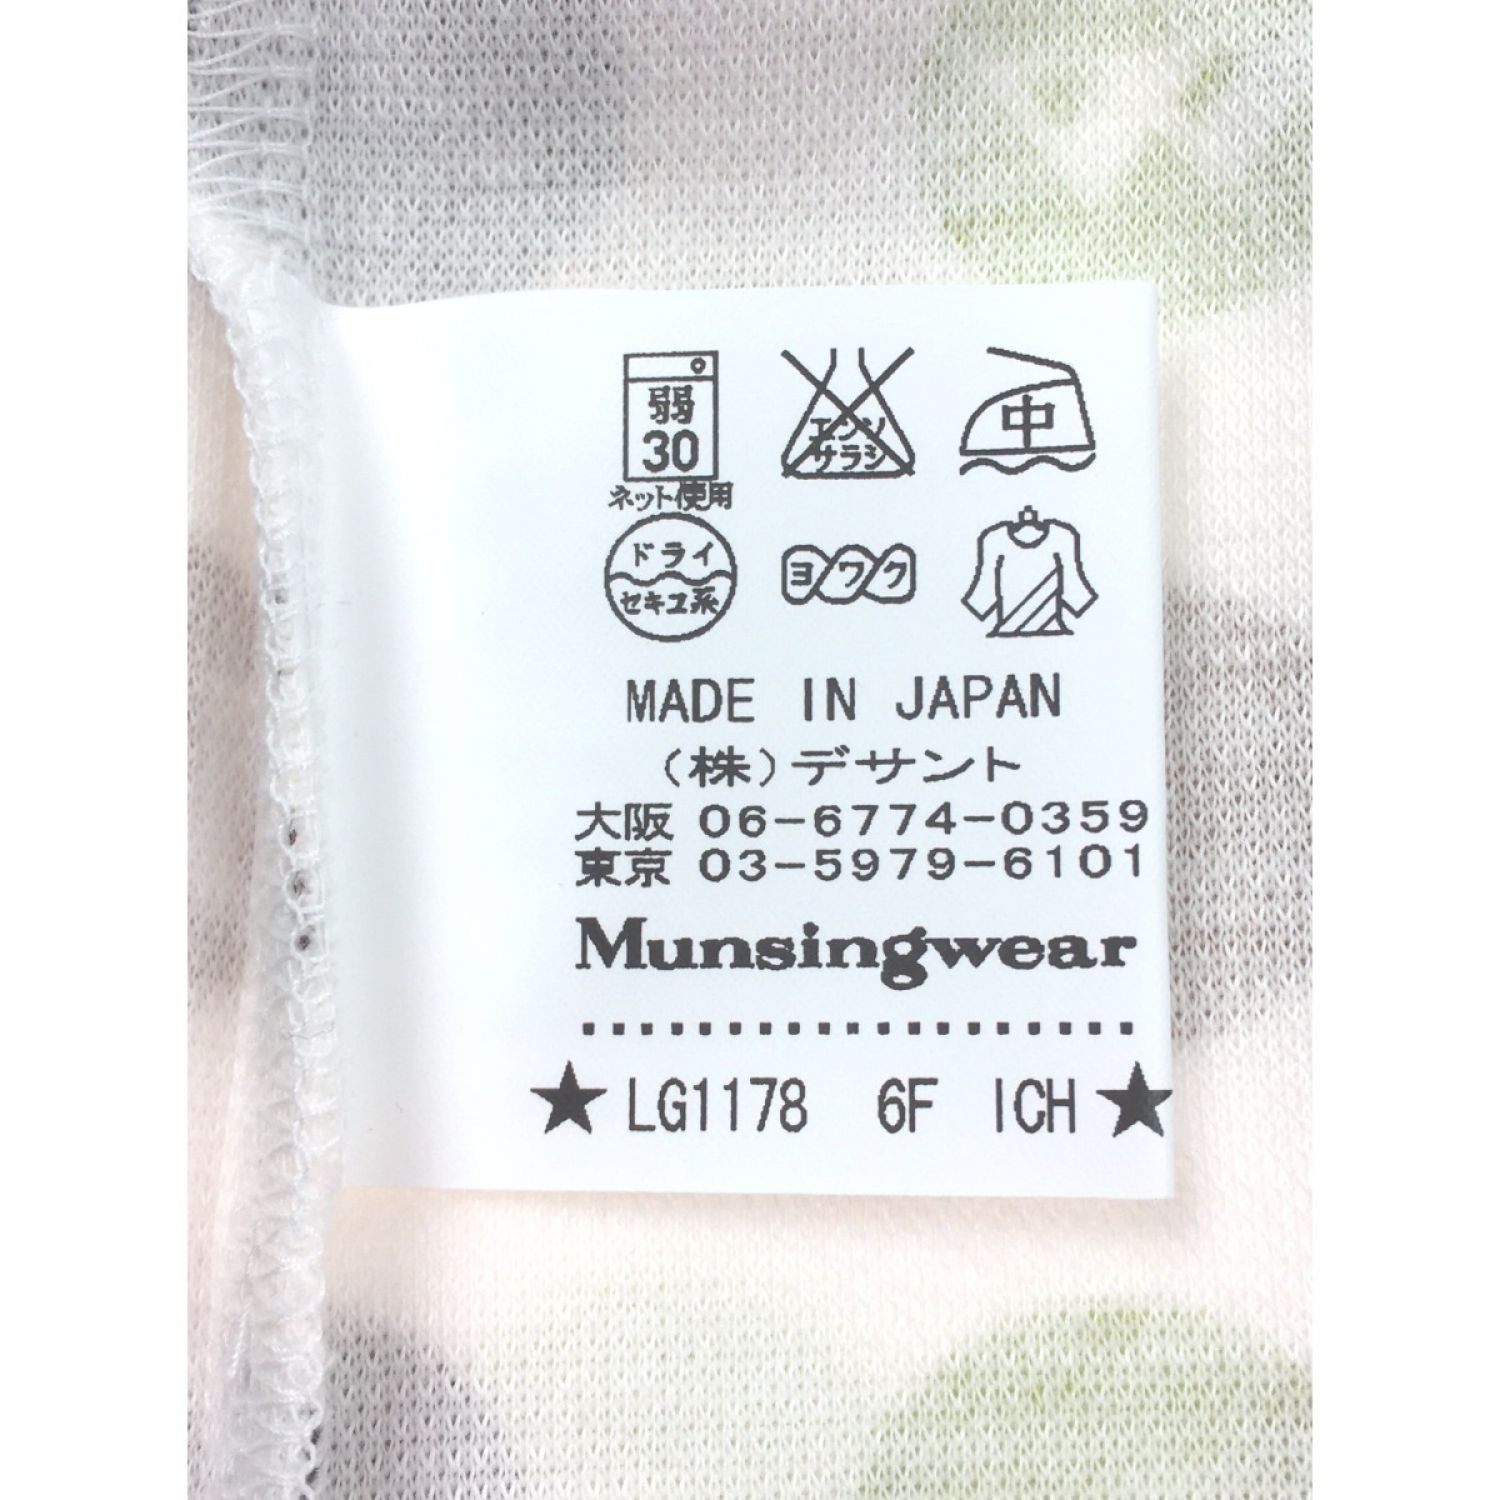 弱
30
ネット使用
エンソ
サラシ
中
ドライ
セキユ系
ヨワク
MADE IN JAPAN
(株)デサント
大阪 06-6774-0359
東京 03-5979-6101
Munsingwear
★LG1178 6F ICH★